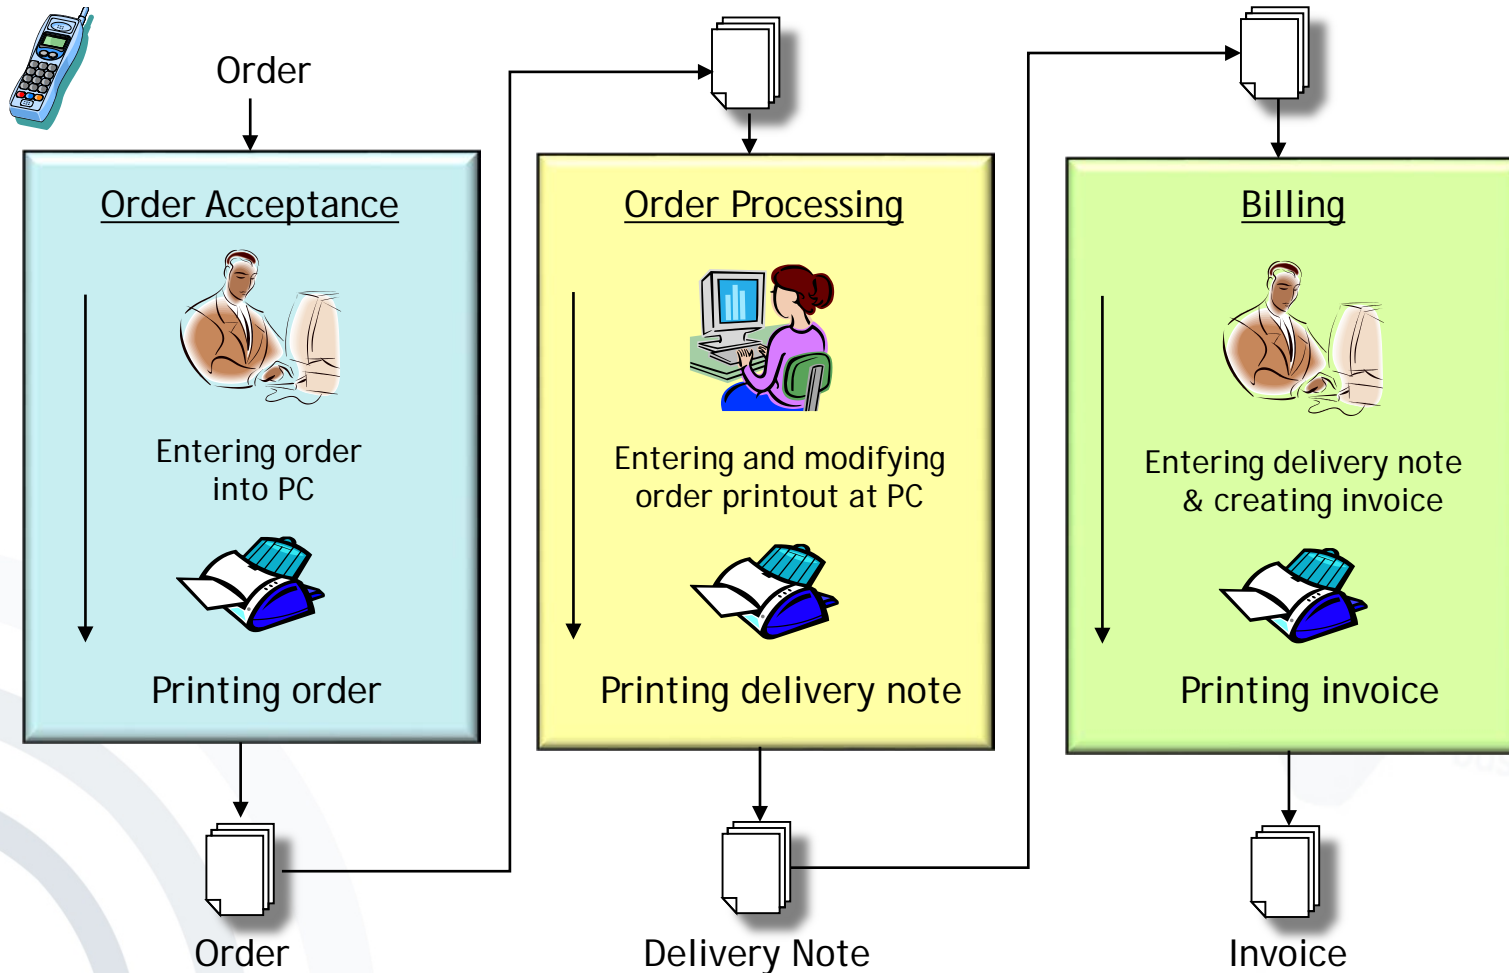 Order
Order Acceptance
Entering order
into PC
Printing order
Order
Order Processing
Entering and modifying
order printout at PC
Printing delivery note
Delivery Note
Billing
Entering delivery note
& creating invoice
Printing invoice
Invoice